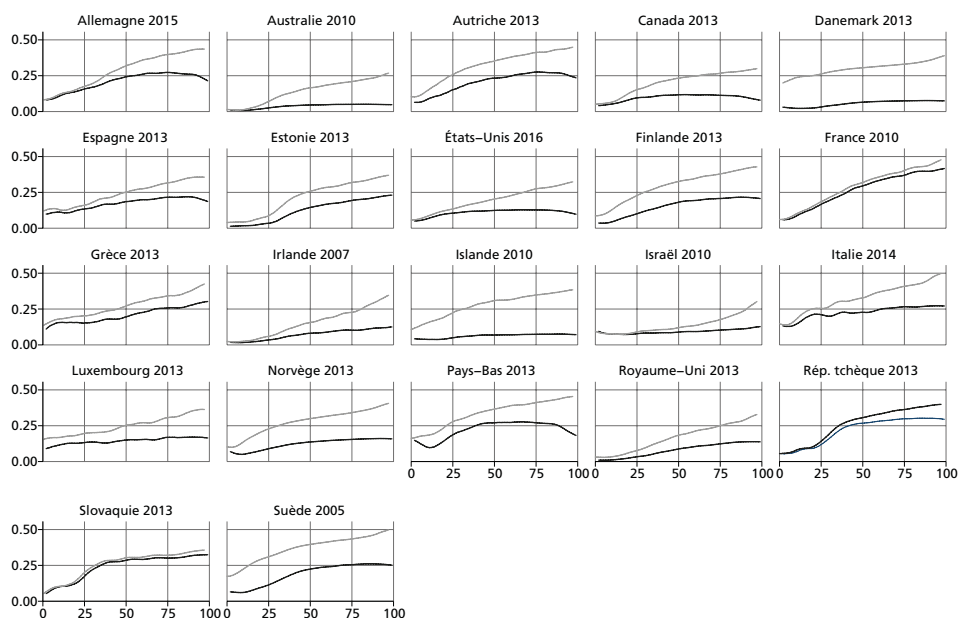 Allemagne 2015 Australie 2010 Autriche 2013 Canada 2013 Danemark 2013
0.50
0.25
0.00
Espagne 2013 Estonie 2013 États–Unis 2016 Finlande 2013 France 2010
0.50
0.25
0.00
Grèce 2013 Irlande 2007 Islande 2010 Israël 2010 Italie 2014
0.50
0.25
0.00
Luxembourg 2013 Norvège 2013 Pays–Bas 2013 Royaume–Uni 2013 Rép. tchèque 2013
0.50
0.25
0.00
0 25 50 75 100 0 25 50 75 100 0 25 50 75 100
Slovaquie 2013 Suède 2005
0.50
0.25
0.00
0 25 50 75 100 0 25 50 75 100